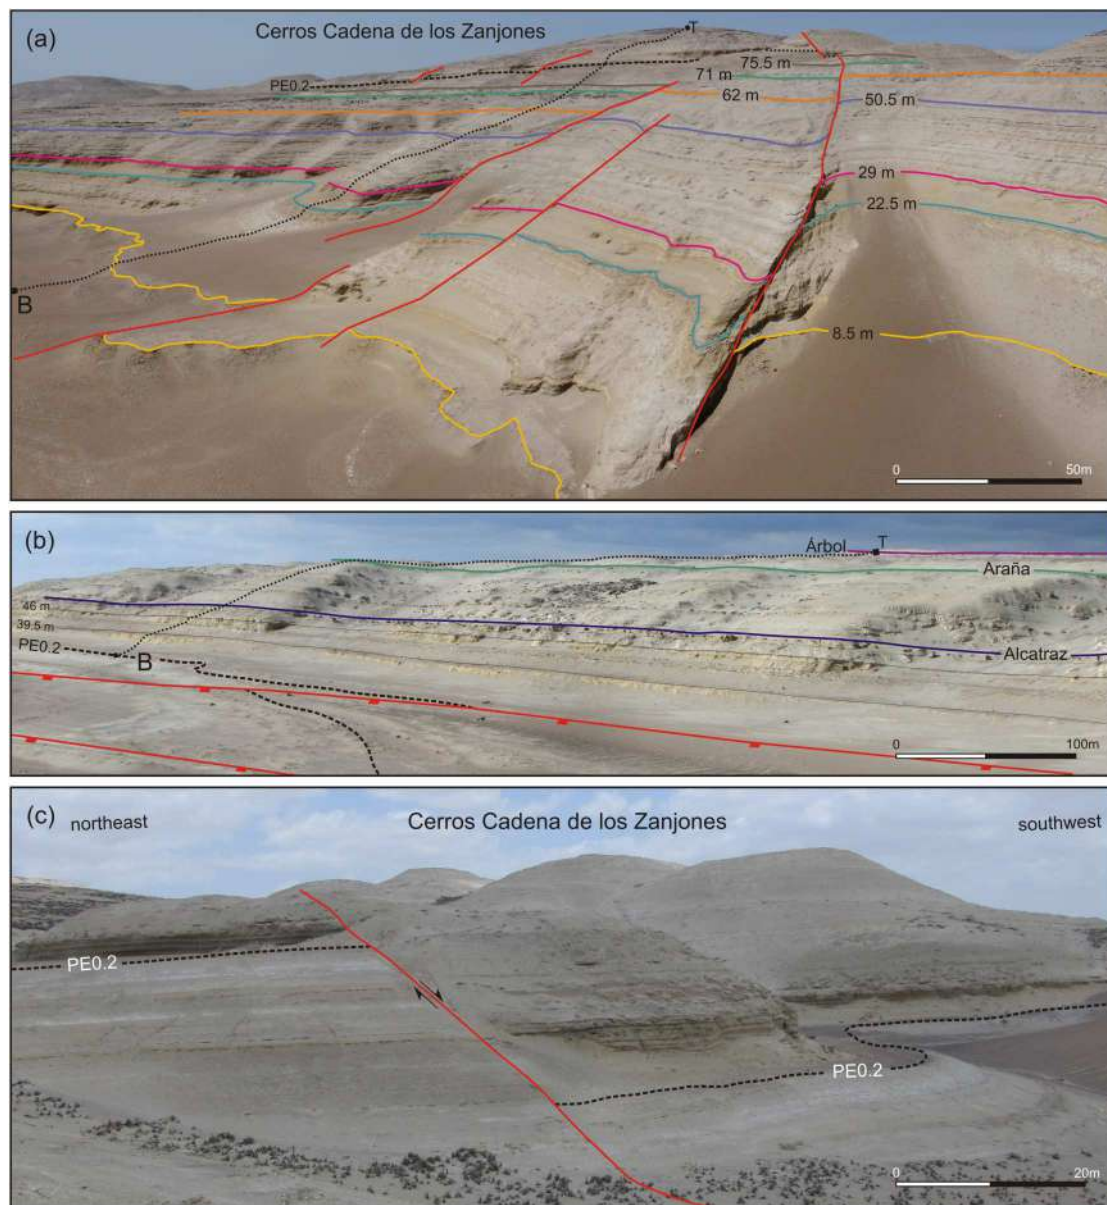 (a)
Cerros Cadena de los Zanjones
T
PE0.2
75.5 m
71 m
62 m
50.5 m
29 m
22.5 m
B
8.5 m
0
50m
(b)
Árbol
T
Araña
46 m
39.5 m
PE0.2
B
Alcatraz
0
100m
(c)
northeast
Cerros Cadena de los Zanjones
southwest
PE0.2
PE0.2
0
20m